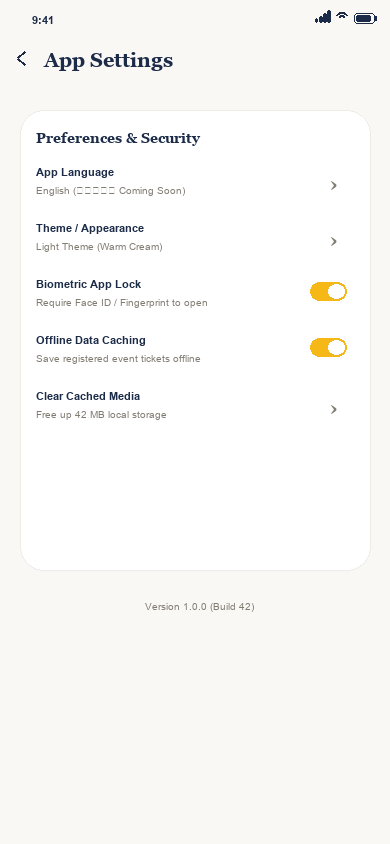 9:41
App Settings
Preferences & Security
App Language
English (□□□□□ Coming Soon)
Theme / Appearance
Light Theme (Warm Cream)
Biometric App Lock
Require Face ID / Fingerprint to open
Offline Data Caching
Save registered event tickets offline
Clear Cached Media
Free up 42 MB local storage
Version 1.0.0 (Build 42)